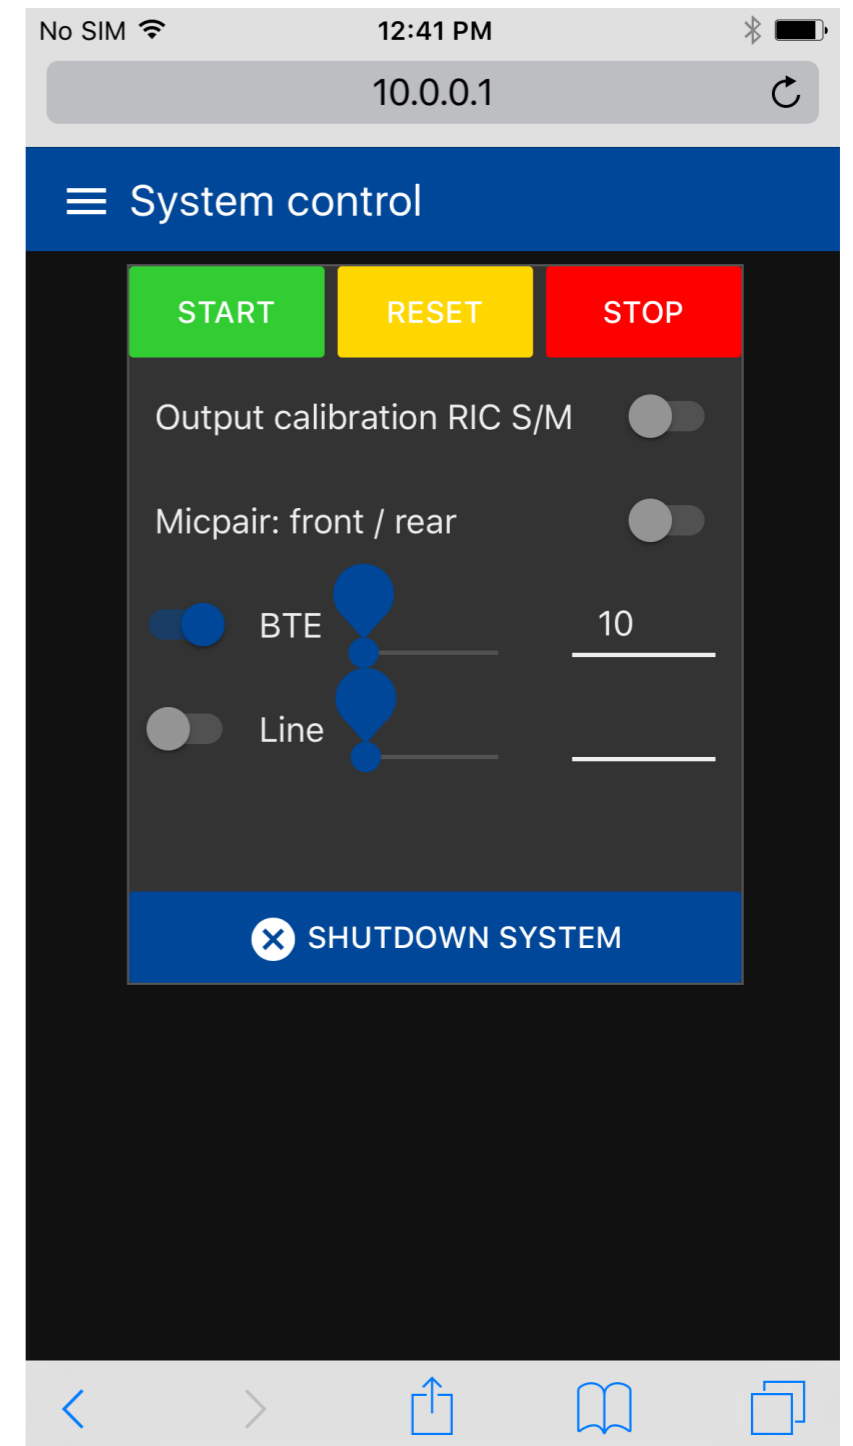 No SIM 12:41 PM
10.0.0.1
System control
START RESET STOP
Output calibration RIC S/M
Micpair: front / rear
BTE 10
Line
SHUTDOWN SYSTEM